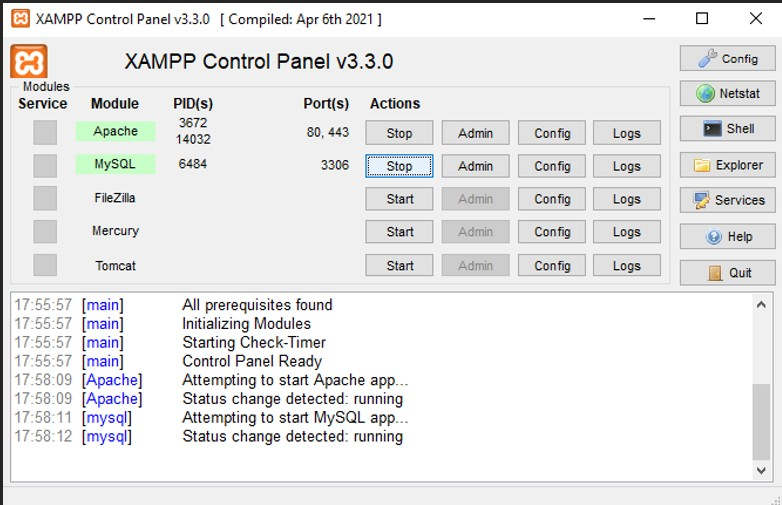 XAMPP Control Panel v3.3.0 [ Compiled: Apr 6th 2021 ]
XAMPP Control Panel v3.3.0
Config
Modules
Service Module PID(s) Port(s) Actions
Netstat
Apache 3672 14032 80, 443 Stop Admin Config Logs
Shell
MySQL 6484 3306 Stop Admin Config Logs
Explorer
FileZilla Start Admin Config Logs
Services
Mercury Start Admin Config Logs
Help
Tomcat Start Admin Config Logs
Quit
17:55:57 [main] All prerequisites found
17:55:57 [main] Initializing Modules
17:55:57 [main] Starting Check-Timer
17:55:57 [main] Control Panel Ready
17:58:09 [Apache] Attempting to start Apache app...
17:58:09 [Apache] Status change detected: running
17:58:11 [mysql] Attempting to start MySQL app...
17:58:12 [mysql] Status change detected: running